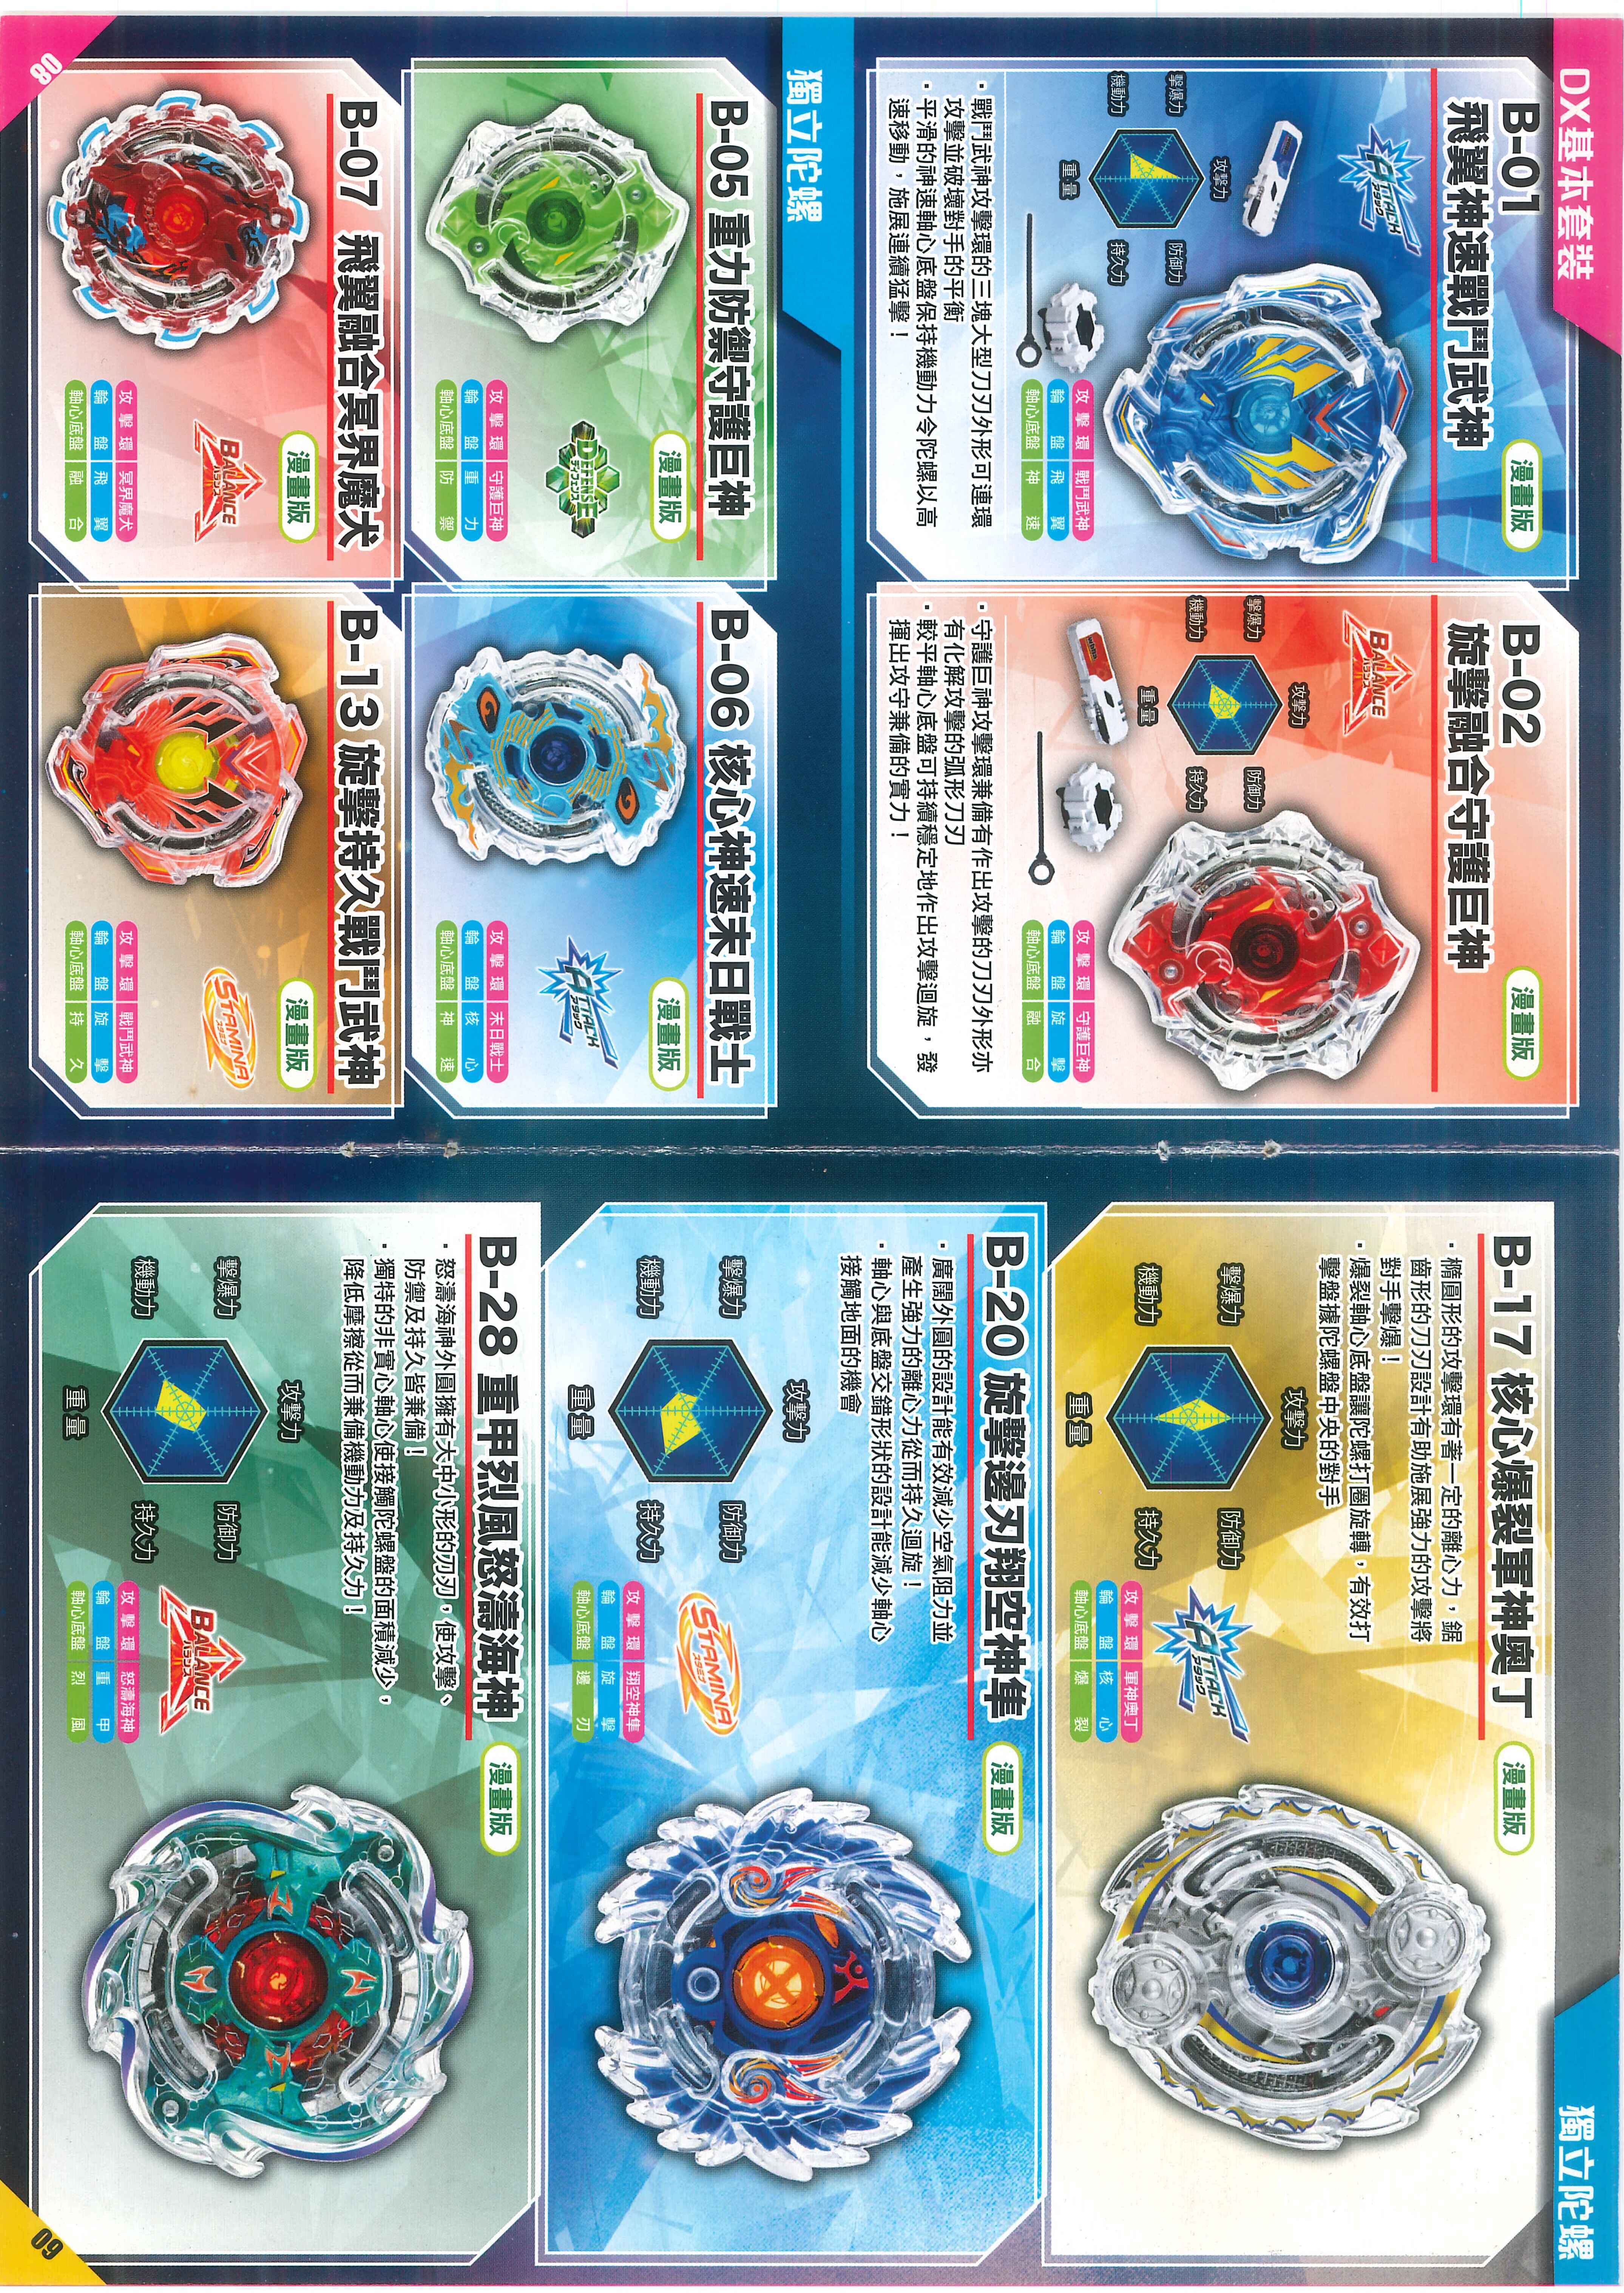 DX基本套裝
B-01
漫畫版
飛翼神速戰鬥武神
ATTACK
アタック
攻擊力
擊爆力
防御力
機動力
持久力
重量
攻擊環 戰鬥武神
輪盤 飛翼
軸心底盤 神速
·戰鬥武神攻擊環的三塊大型刀刃外形可連環
攻擊並破壞對手的平衡
·平滑的神速軸心底盤保持機動力令陀螺以高
速移動，施展連續猛擊！
B-02
漫畫版
旋擊融合守護巨神
BALANCE
バランス
攻擊力
擊爆力
防御力
機動力
持久力
重量
攻擊環 守護巨神
輪盤 旋擊
軸心底盤 融合
·守護巨神攻擊環兼備有作出攻擊的刀刃外形亦
有化解攻擊的弧形刀刃
·較平軸心底盤可持續穩定地作出攻擊迴旋，發
揮出攻守兼備的實力！
獨立陀螺
B-05 重力防禦守護巨神
漫畫版
DEFENSE
ディフェンス
攻擊環 守護巨神
輪盤 重力
軸心底盤 防禦
B-06 核心神速末日戰士
漫畫版
ATTACK
アタック
攻擊環 末日戰士
輪盤 核心
軸心底盤 神速
B-07 飛翼融合冥界魔犬
漫畫版
BALANCE
バランス
攻擊環 冥界魔犬
輪盤 飛翼
軸心底盤 融合
B-13 旋擊持久戰鬥武神
漫畫版
STAMINA
スタミナ
攻擊環 戰鬥武神
輪盤 旋擊
軸心底盤 持久
08
獨立陀螺
B-17 核心爆裂軍神奧丁
漫畫版
·橢圓形的攻擊環有著一定的離心力，鋸
齒形的刀刃設計有助施展強力的攻擊將
對手擊爆！
·爆裂軸心底盤讓陀螺打圈旋轉，有效打
擊盤據陀螺盤中央的對手
攻擊力
擊爆力
防御力
機動力
持久力
重量
ATTACK
アタック
攻擊環 軍神奧丁
輪盤 核心
軸心底盤 爆裂
B-20 旋擊邊刃翔空神隼
漫畫版
·廣闊外圓的設計能有效減少空氣阻力並
產生強力的離心力從而持久迴旋！
·軸心與底盤交錯形狀的設計能減少軸心
接觸地面的機會
攻擊力
擊爆力
防御力
機動力
持久力
重量
STAMINA
スタミナ
攻擊環 翔空神隼
輪盤 旋擊
軸心底盤 邊刃
B-28 重甲烈風怒濤海神
漫畫版
·怒濤海神外圓擁有大中小形的刀刃，使攻擊、
防禦及持久皆兼備！
·獨特的非實心軸心使接觸陀螺盤的面積減少，
降低摩擦從而兼備機動力及持久力！
攻擊力
擊爆力
防御力
機動力
持久力
重量
BALANCE
バランス
攻擊環 怒濤海神
輪盤 重甲
軸心底盤 烈風
09